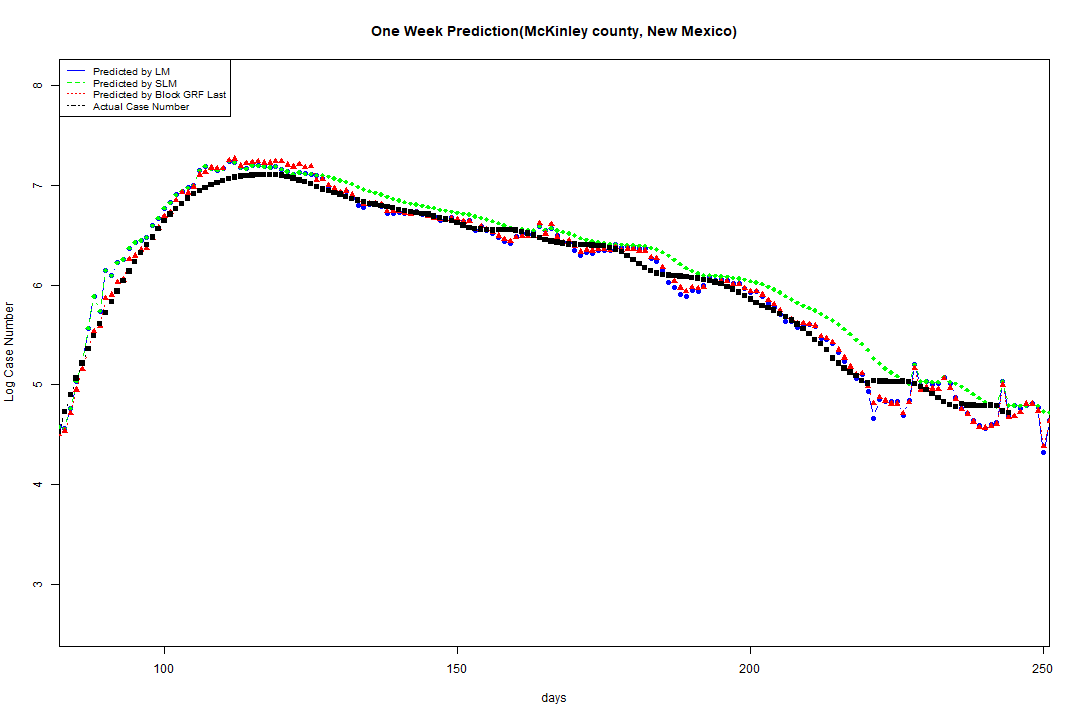 One Week Prediction(McKinley county, New Mexico)
Predicted by LM
Predicted by SLM
Predicted by Block GRF Last
Actual Case Number
8
7
6
5
4
3
Log Case Number
100 150 200 250
days